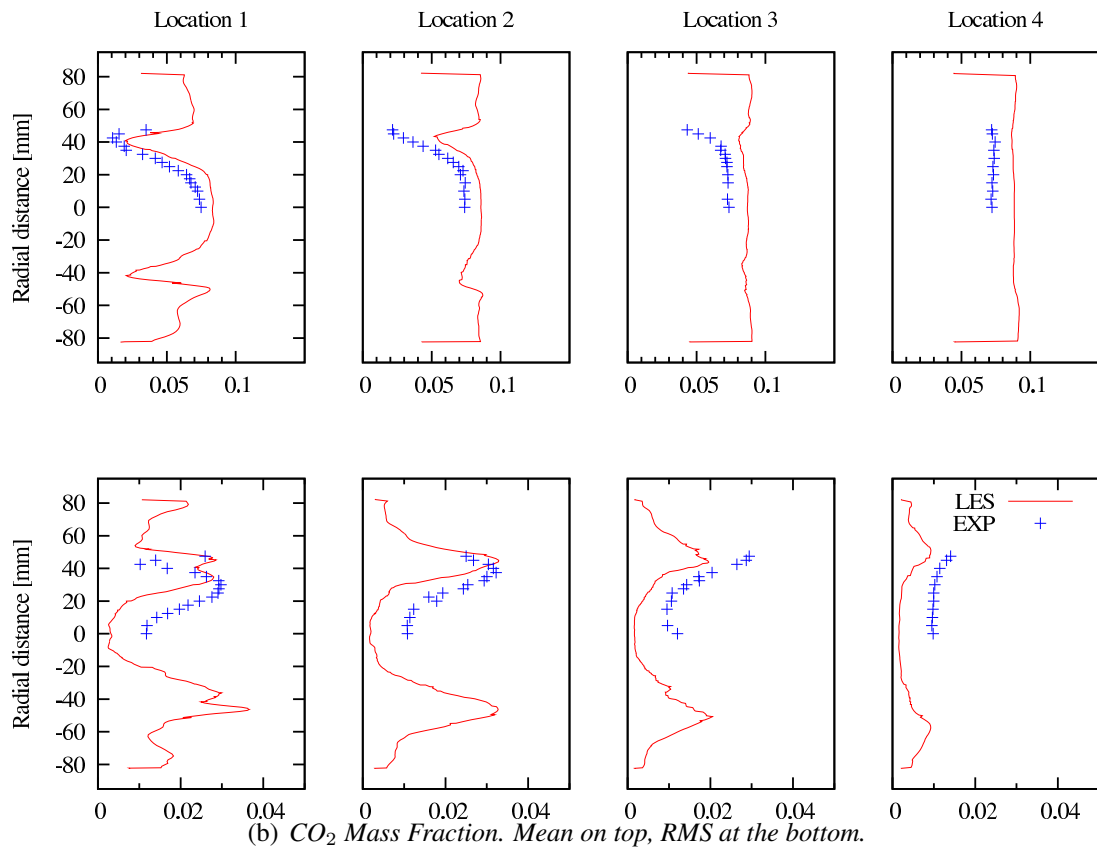 Location 1 Location 2 Location 3 Location 4
Radial distance [mm]
80
60
40
20
0
-20
-40
-60
-80
0 0.05 0.1 0 0.05 0.1 0 0.05 0.1 0 0.05 0.1
Radial distance [mm]
80
60
40
20
0
-20
-40
-60
-80
LES
EXP
0 0.02 0.04 0 0.02 0.04 0 0.02 0.04 0 0.02 0.04
(b) CO₂ Mass Fraction. Mean on top, RMS at the bottom.